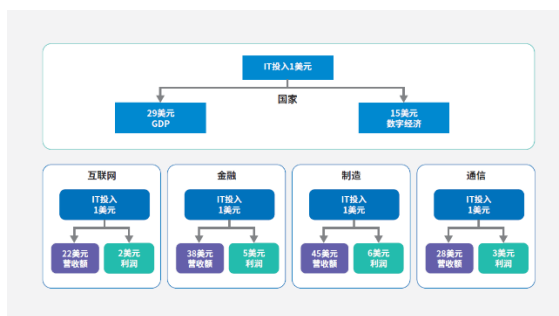 IT投入1美元
国家
29美元
GDP
15美元
数字经济
互联网
IT投入
1美元
22美元
营收额
2美元
利润
金融
IT投入
1美元
38美元
营收额
5美元
利润
制造
IT投入
1美元
45美元
营收额
6美元
利润
通信
IT投入
1美元
28美元
营收额
3美元
利润